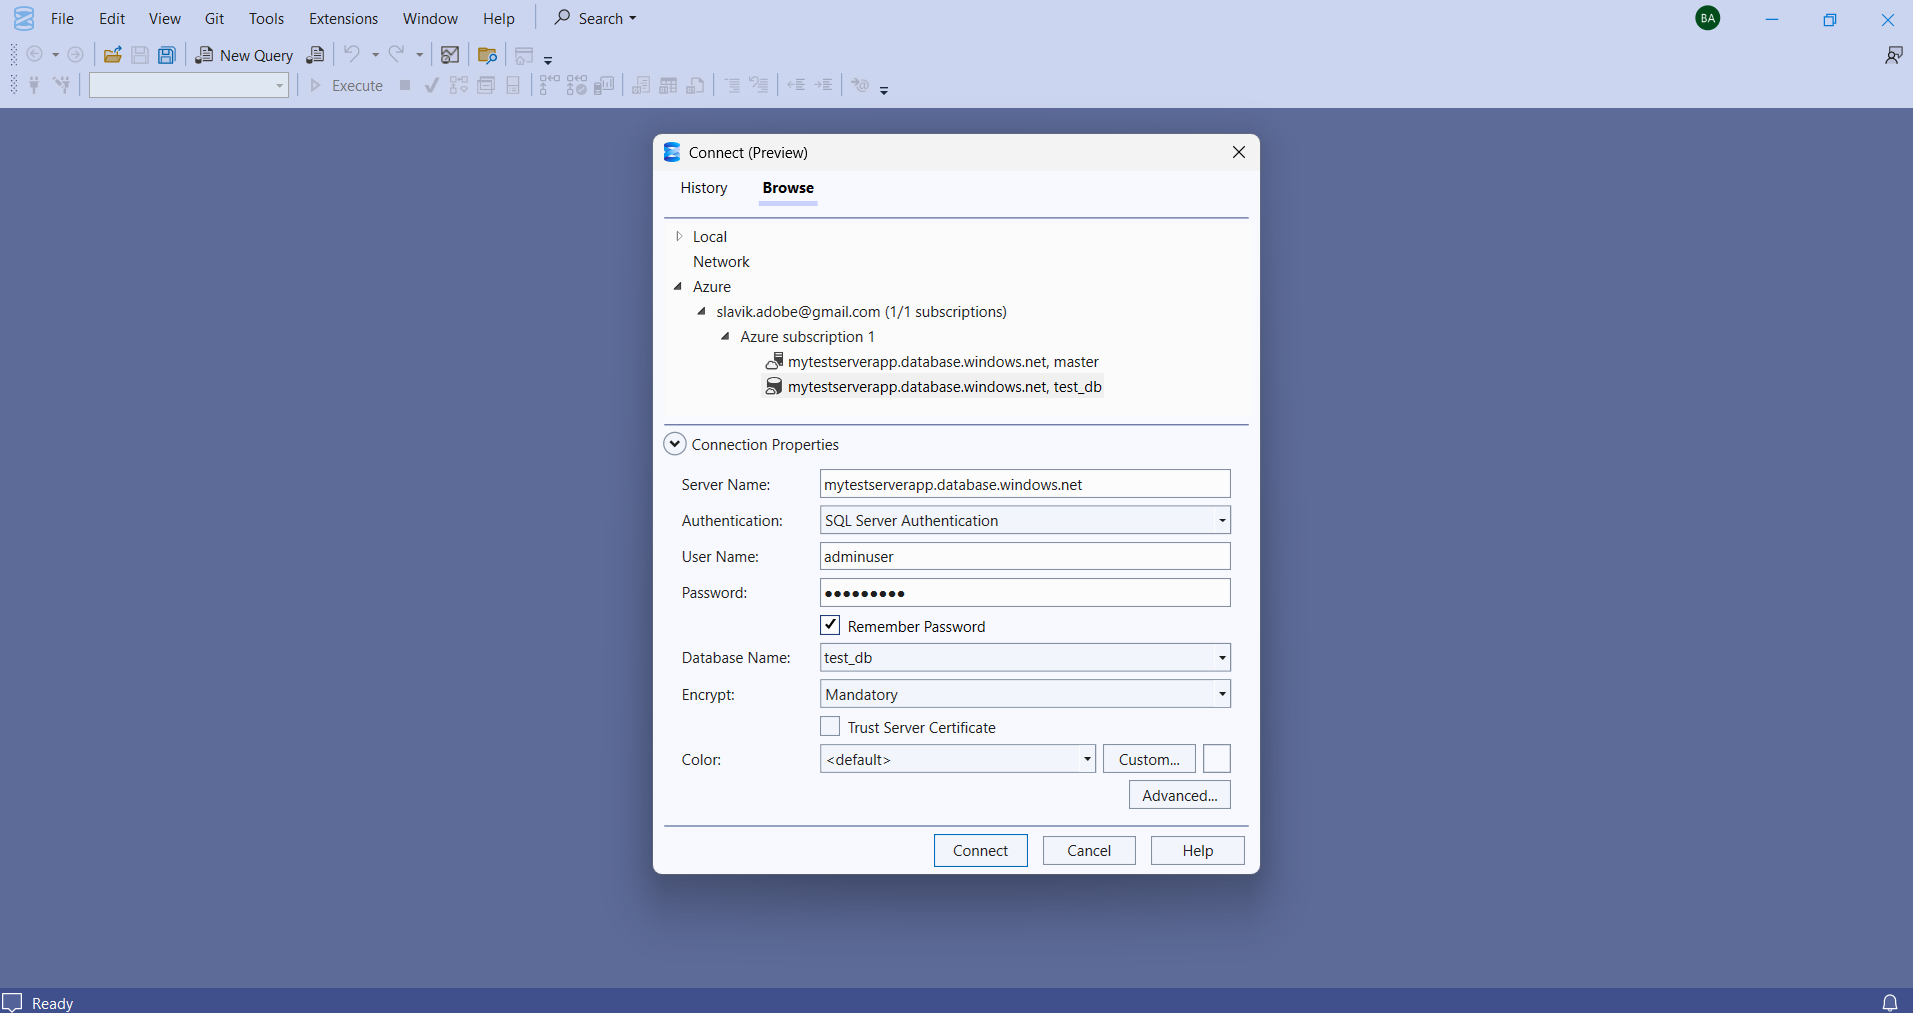 File Edit View Git Tools Extensions Window Help Search BA
New Query
Execute
Connect (Preview)
History Browse
Local
Network
Azure
slavik.adobe@gmail.com (1/1 subscriptions)
Azure subscription 1
mytestserverapp.database.windows.net, master
mytestserverapp.database.windows.net, test_db
Connection Properties
Server Name: mytestserverapp.database.windows.net
Authentication: SQL Server Authentication
User Name: adminuser
Password: ●●●●●●●●●
Remember Password
Database Name: test_db
Encrypt: Mandatory
Trust Server Certificate
Color: <default> Custom...
Advanced...
Connect Cancel Help
Ready